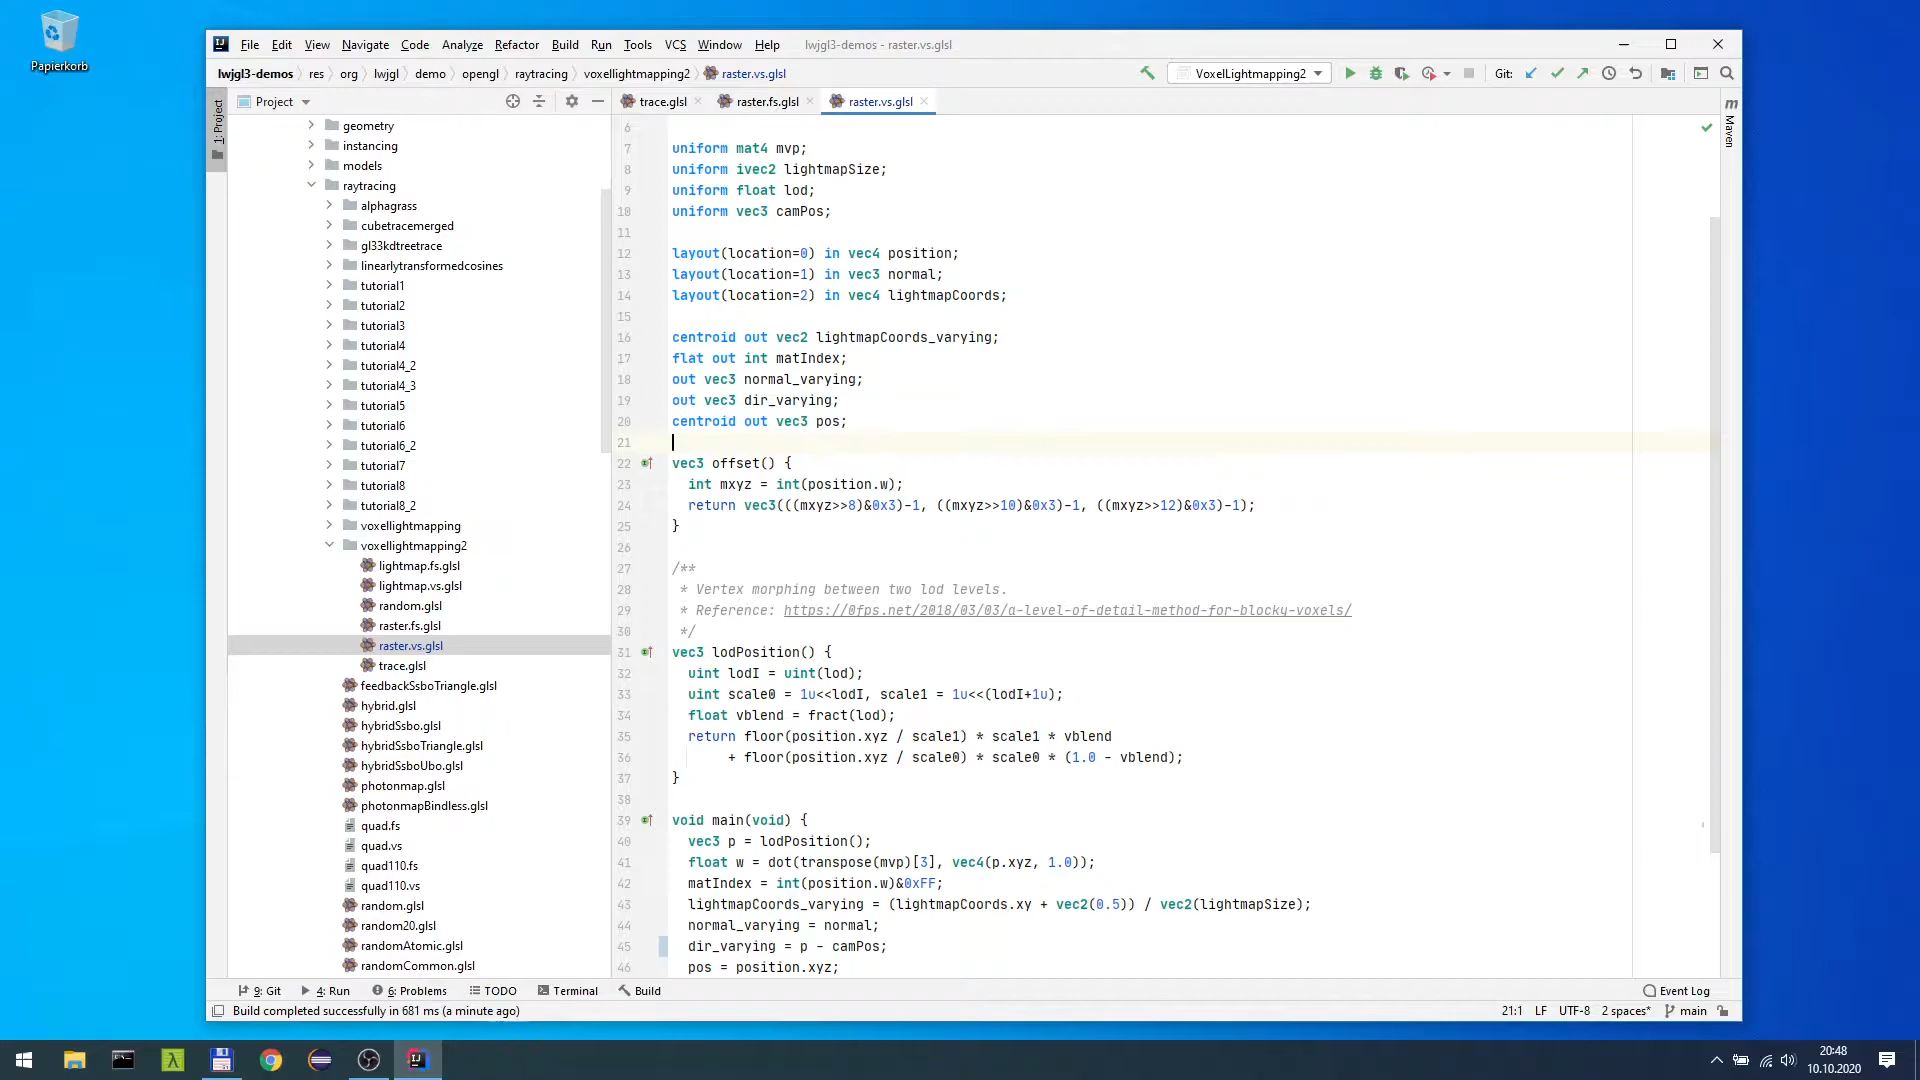 Papierkorb
File Edit View Navigate Code Analyze Refactor Build Run Tools VCS Window Help lwjgl3-demos - raster.vs.glsl
lwjgl3-demos res org lwjgl demo opengl raytracing voxellightmapping2 raster.vs.glsl VoxelLightmapping2 Git:
1: Project
Project
trace.glsl raster.fs.glsl raster.vs.glsl
m Maven
geometry
instancing
models
raytracing
alphagrass
cubetracemerged
gl33kdtreetrace
linearlytransformedcosines
tutorial1
tutorial2
tutorial3
tutorial4
tutorial4_2
tutorial4_3
tutorial5
tutorial6
tutorial6_2
tutorial7
tutorial8
tutorial8_2
voxellightmapping
voxellightmapping2
lightmap.fs.glsl
lightmap.vs.glsl
random.glsl
raster.fs.glsl
raster.vs.glsl
trace.glsl
feedbackSsboTriangle.glsl
hybrid.glsl
hybridSsbo.glsl
hybridSsboTriangle.glsl
hybridSsboUbo.glsl
photonmap.glsl
photonmapBindless.glsl
quad.fs
quad.vs
quad110.fs
quad110.vs
random.glsl
random20.glsl
randomAtomic.glsl
randomCommon.glsl
6
7 uniform mat4 mvp;
8 uniform ivec2 lightmapSize;
9 uniform float lod;
10 uniform vec3 camPos;
11
12 layout(location=0) in vec4 position;
13 layout(location=1) in vec3 normal;
14 layout(location=2) in vec4 lightmapCoords;
15
16 centroid out vec2 lightmapCoords_varying;
17 flat out int matIndex;
18 out vec3 normal_varying;
19 out vec3 dir_varying;
20 centroid out vec3 pos;
21
22 vec3 offset() {
23 int mxyz = int(position.w);
24 return vec3(((mxyz>>8)&0x3)-1, ((mxyz>>10)&0x3)-1, ((mxyz>>12)&0x3)-1);
25 }
26
27 /**
28 * Vertex morphing between two lod levels.
29 * Reference: https://0fps.net/2018/03/03/a-level-of-detail-method-for-blocky-voxels/
30 */
31 vec3 lodPosition() {
32 uint lodI = uint(lod);
33 uint scale0 = 1u<<lodI, scale1 = 1u<<(lodI+1u);
34 float vblend = fract(lod);
35 return floor(position.xyz / scale1) * scale1 * vblend
36 + floor(position.xyz / scale0) * scale0 * (1.0 - vblend);
37 }
38
39 void main(void) {
40 vec3 p = lodPosition();
41 float w = dot(transpose(mvp)[3], vec4(p.xyz, 1.0));
42 matIndex = int(position.w)&0xFF;
43 lightmapCoords_varying = (lightmapCoords.xy + vec2(0.5)) / vec2(lightmapSize);
44 normal_varying = normal;
45 dir_varying = p - camPos;
46 pos = position.xyz;
9: Git 4: Run 6: Problems TODO Terminal Build Event Log
Build completed successfully in 681 ms (a minute ago) 21:1 LF UTF-8 2 spaces* main
20:48
10.10.2020